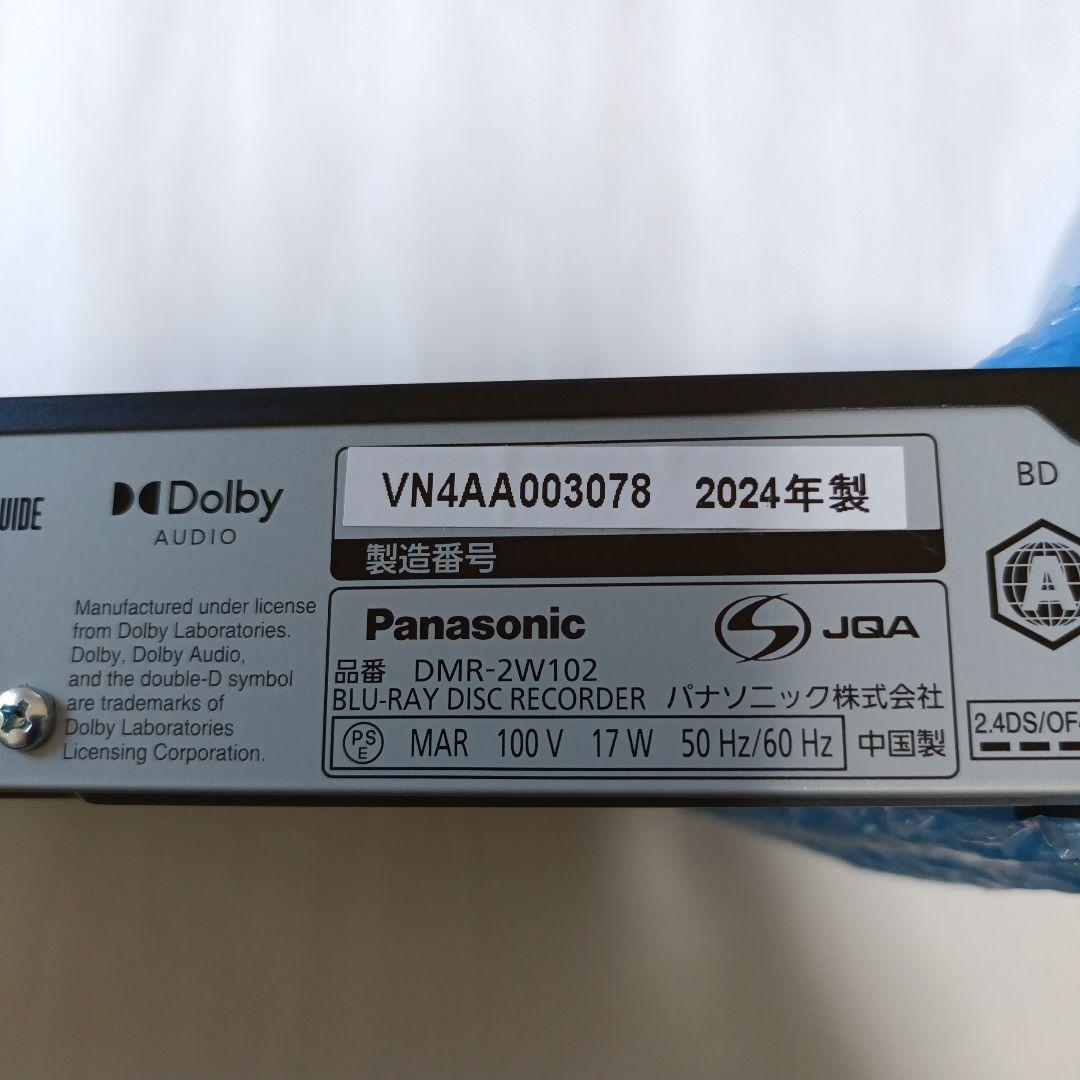 UIDE
Dolby
AUDIO
Manufactured under license
from Dolby Laboratories.
Dolby, Dolby Audio,
and the double-D symbol
are trademarks of
Dolby Laboratories
Licensing Corporation.
VN4AA003078 2024年製
製造番号
Panasonic
JQA
品番 DMR-2W102
BLU-RAY DISC RECORDER パナソニック株式会社
PS
E
MAR 100 V 17 W 50 Hz/60 Hz 中国製
BD
A
2.4DS/OF